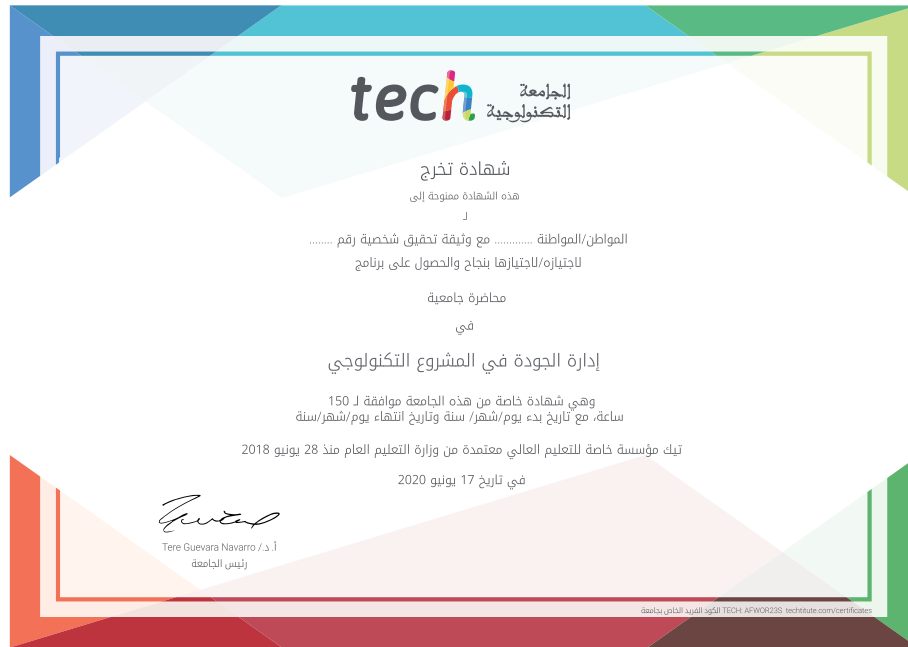 tech الجامعة
التكنولوجية
شهادة تخرج
هذه الشهادة ممنوحة إلى
لـ
المواطن/المواطنة ............. مع وثيقة تحقيق شخصية رقم ........
لاجتيازه/لاجتيازها بنجاح والحصول على برنامج
محاضرة جامعية
في
إدارة الجودة في المشروع التكنولوجي
وهي شهادة خاصة من هذه الجامعة موافقة لـ 150
ساعة، مع تاريخ بدء يوم/شهر/ سنة وتاريخ انتهاء يوم/شهر/سنة
تيك مؤسسة خاصة للتعليم العالي معتمدة من وزارة التعليم العام منذ 28 يونيو 2018
في تاريخ 17 يونيو 2020
أ.د./ Tere Guevara Navarro
رئيس الجامعة
الكود الفريد الخاص بجامعة TECH: AFWOR23S techtitute.com/certificates